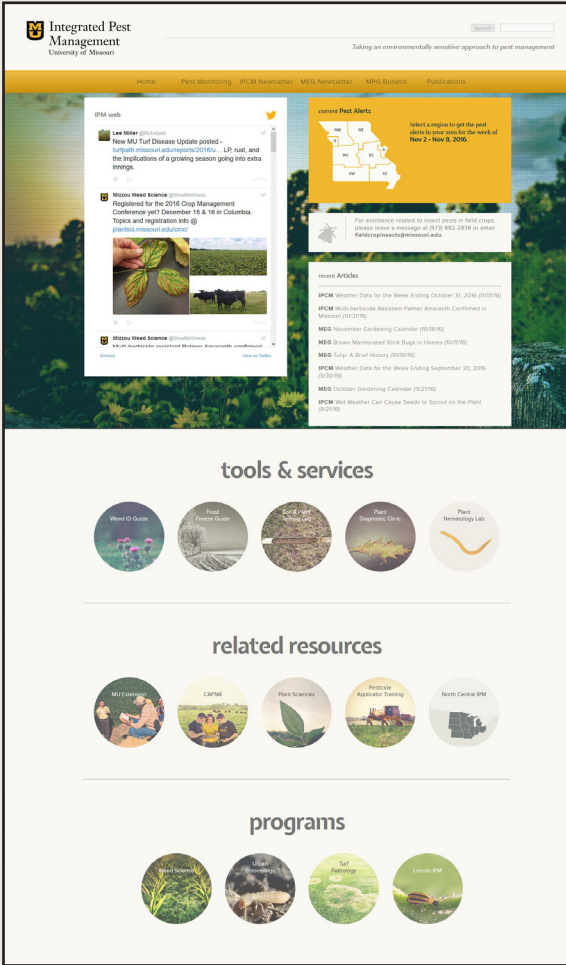 Integrated Pest
Management
University of Missouri
Search
Taking an environmentally sensitive approach to pest management
Home Pest Monitoring IPCM Newsletter MEG Newsletter MPG Bulletin Publications
IPM web
Lee Miller @MUturfpath
New MU Turf Disease Update posted -
turfpath.missouri.edu/reports/2016/u... LP, rust, and
the implications of a growing season going into extra
innings.
Mizzou Weed Science @ShowMeWeeds
Registered for the 2016 Crop Management
Conference yet? December 15 & 16 in Columbia.
Topics and registration info @
plantsci.missouri.edu/cmc/
Mizzou Weed Science @ShowMeWeeds
Multi-herbicide resistant Palmer Amaranth confirmed
Embed View on Twitter
current Pest Alerts
NW NE
WC EC
SW SE
Select a region to get the pest
alerts in your area for the week of
Nov 2 - Nov 8, 2016.
For assistance related to insect pests in field crops,
please leave a message at (573) 882-2838 or email
fieldcropinsects@missouri.edu.
recent Articles
IPCM Weather Data for the Week Ending October 31, 2016 (11/01/16)
IPCM Multi-herbicide Resistant Palmer Amaranth Confirmed in
Missouri (10/21/16)
MEG November Gardening Calendar (10/18/16)
MEG Brown Marmorated Stink Bugs in Homes (10/11/16)
MEG Tulip: A Brief History (10/10/16)
IPCM Weather Data for the Week Ending September 30, 2016
(9/30/16)
MEG October Gardening Calendar (9/21/16)
IPCM Wet Weather Can Cause Seeds to Sprout on the Plant
(9/21/16)
tools & services
Weed ID Guide
Frost
Freeze Guide
Soil & Plant
Testing Lab
Plant
Diagnostic Clinic
Plant
Nematology Lab
related resources
MU Extension
CAFNR
Plant Sciences
Pesticide
Applicator Training
North Central IPM
programs
Weed Science
Urban
Entomology
Turf
Pathology
Lincoln IPM